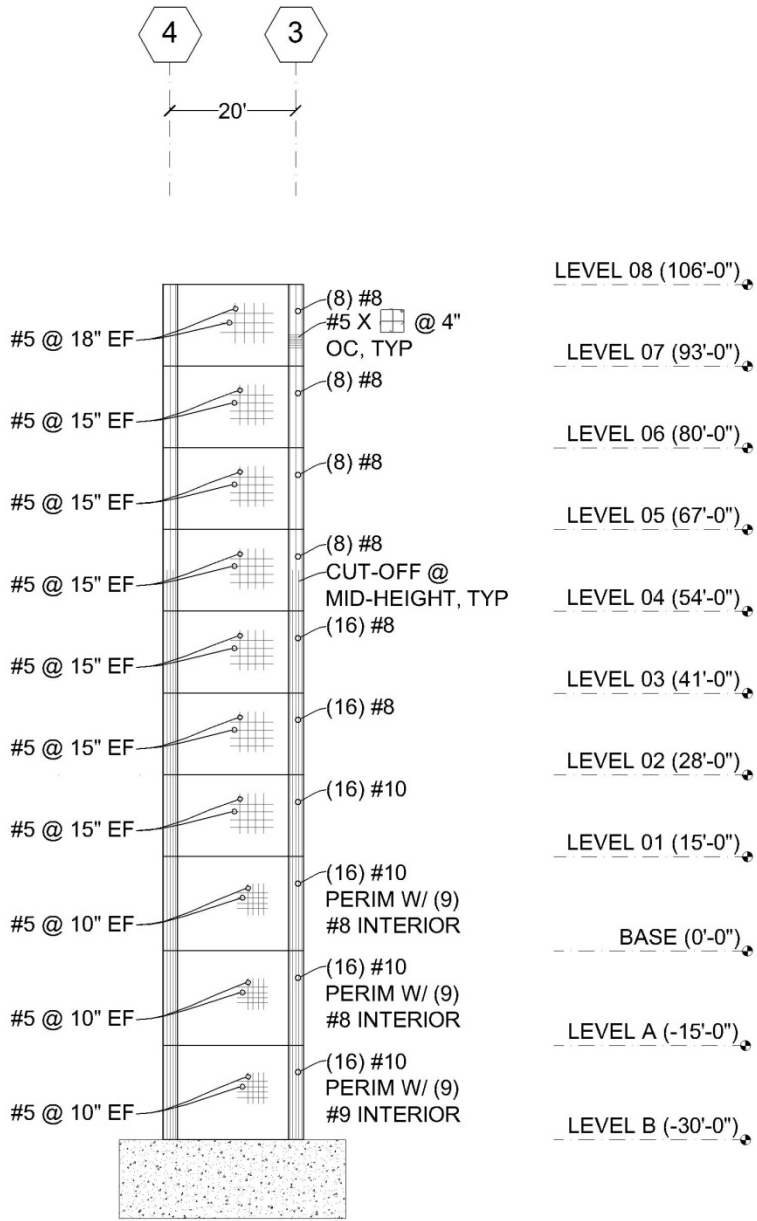 4
3
20'
LEVEL 08 (106'-0")
(8) #8
#5 X @ 4"
OC, TYP
#5 @ 18" EF
LEVEL 07 (93'-0")
(8) #8
#5 @ 15" EF
LEVEL 06 (80'-0")
(8) #8
#5 @ 15" EF
LEVEL 05 (67'-0")
(8) #8
CUT-OFF @
MID-HEIGHT, TYP
#5 @ 15" EF
LEVEL 04 (54'-0")
(16) #8
#5 @ 15" EF
LEVEL 03 (41'-0")
(16) #8
#5 @ 15" EF
LEVEL 02 (28'-0")
(16) #10
#5 @ 15" EF
LEVEL 01 (15'-0")
(16) #10
PERIM W/ (9)
#8 INTERIOR
#5 @ 10" EF
BASE (0'-0")
(16) #10
PERIM W/ (9)
#8 INTERIOR
#5 @ 10" EF
LEVEL A (-15'-0")
(16) #10
PERIM W/ (9)
#9 INTERIOR
#5 @ 10" EF
LEVEL B (-30'-0")